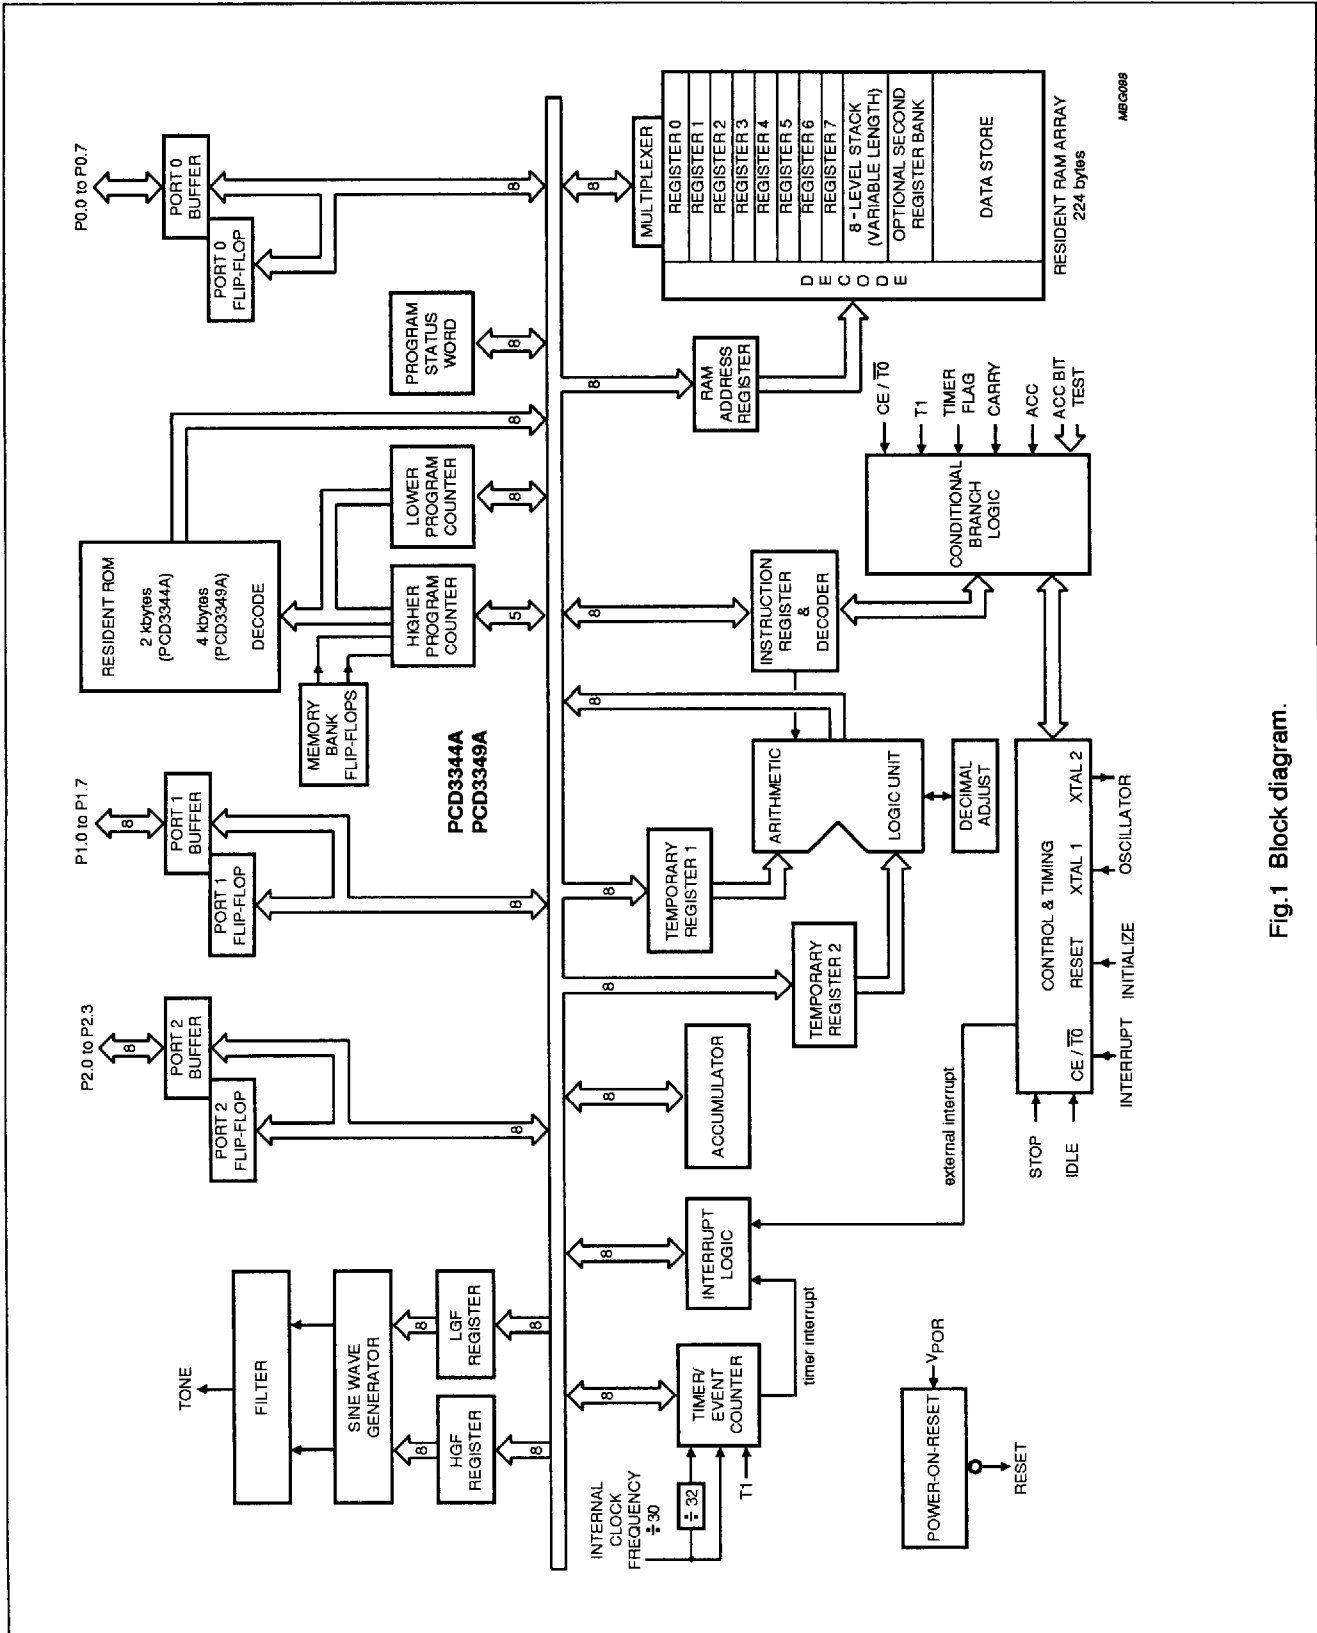 TONE
FILTER
SINE WAVE
GENERATOR
HGF
REGISTER
LGF
REGISTER
8
8
8
8
P2.0 to P2.3
8
PORT 2
BUFFER
PORT 2
FLIP-FLOP
8
P1.0 to P1.7
8
PORT 1
BUFFER
PORT 1
FLIP-FLOP
8
RESIDENT ROM
2 kbytes
(PCD3344A)
4 kbytes
(PCD3349A)
DECODE
MEMORY
BANK
FLIP-FLOPS
HIGHER
PROGRAM
COUNTER
5
LOWER
PROGRAM
COUNTER
8
8
PROGRAM
STATUS
WORD
8
P0.0 to P0.7
PORT 0
BUFFER
PORT 0
FLIP-FLOP
8
PCD3344A
PCD3349A
INTERNAL
CLOCK
FREQUENCY
÷30
÷ 32
T1
8
TIMER/
EVENT
COUNTER
timer interrupt
8
INTERRUPT
LOGIC
external interrupt
8
ACCUMULATOR
8
TEMPORARY
REGISTER 2
8
TEMPORARY
REGISTER 1
ARITHMETIC
LOGIC UNIT
8
DECIMAL
ADJUST
8
INSTRUCTION
REGISTER
&
DECODER
8
RAM
ADDRESS
REGISTER
8
MULTIPLEXER
REGISTER 0
REGISTER 1
REGISTER 2
REGISTER 3
REGISTER 4
REGISTER 5
REGISTER 6
REGISTER 7
8-LEVEL STACK
(VARIABLE LENGTH)
OPTIONAL SECOND
REGISTER BANK
DATA STORE
DECODE
RESIDENT RAM ARRAY
224 bytes
CONDITIONAL
BRANCH
LOGIC
CE / T0
T1
TIMER
FLAG
CARRY
ACC
ACC BIT
TEST
CONTROL & TIMING
CE / T0
RESET
XTAL 1
XTAL 2
STOP
IDLE
INTERRUPT
INITIALIZE
OSCILLATOR
POWER-ON-RESET
VPOR
RESET
MBG098
Fig.1 Block diagram.